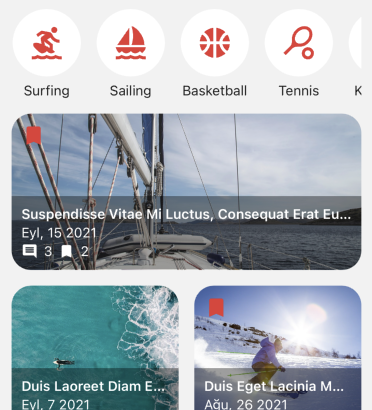 Surfing
Sailing
Basketball
Tennis
K
Suspendisse Vitae Mi Luctus, Consequat Erat Eu...
Eyl, 15 2021
3 2
Duis Laoreet Diam E...
Eyl, 7 2021
Duis Eget Lacinia M...
Ağu, 26 2021